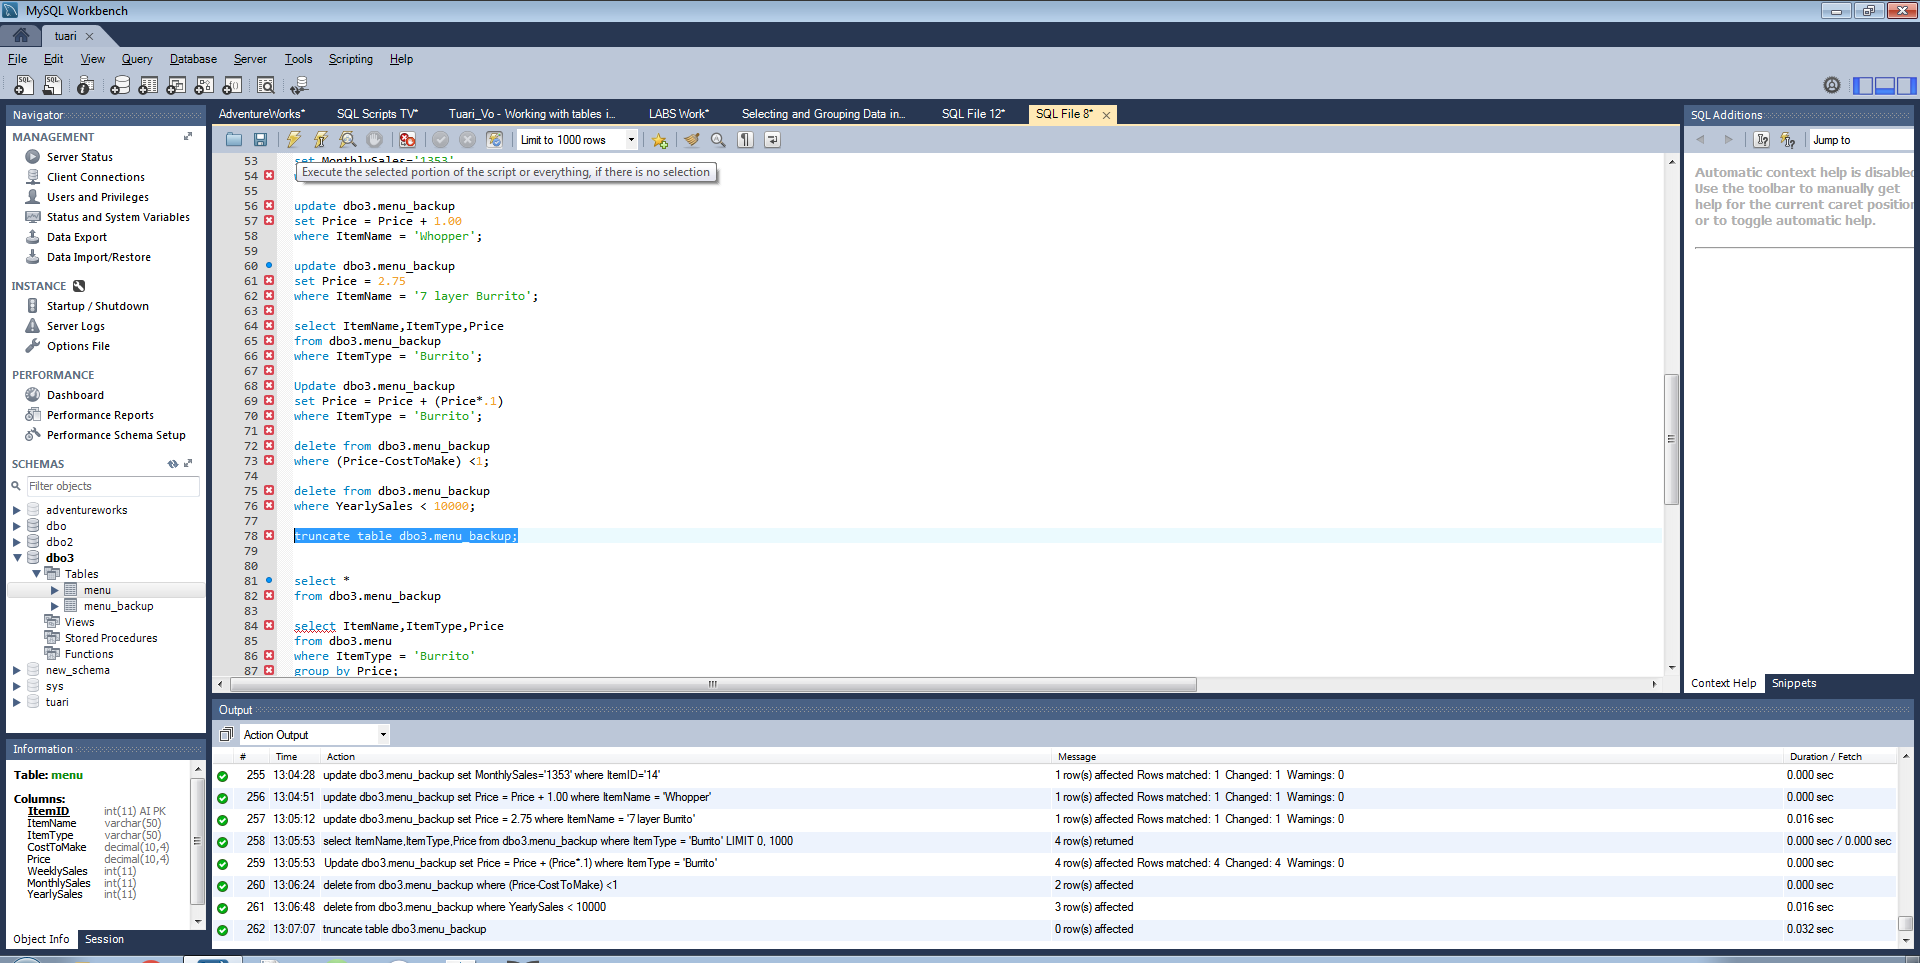 MySQL Workbench
tuari
File Edit View Query Database Server Tools Scripting Help
Navigator
MANAGEMENT
Server Status
Client Connections
Users and Privileges
Status and System Variables
Data Export
Data Import/Restore
INSTANCE
Startup / Shutdown
Server Logs
Options File
PERFORMANCE
Dashboard
Performance Reports
Performance Schema Setup
SCHEMAS
Filter objects
adventureworks
dbo
dbo2
dbo3
Tables
menu
menu_backup
Views
Stored Procedures
Functions
new_schema
sys
tuari
Information
Table: menu
Columns:
ItemID int(11) AI PK
ItemName varchar(50)
ItemType varchar(50)
CostToMake decimal(10,4)
Price decimal(10,4)
WeeklySales int(11)
MonthlySales int(11)
YearlySales int(11)
Object Info Session
AdventureWorks* SQL Scripts TV* Tuari_Vo - Working with tables i... LABS Work* Selecting and Grouping Data in... SQL File 12* SQL File 8*
Limit to 1000 rows
53 set MonthlySales='1353'
54
Execute the selected portion of the script or everything, if there is no selection
55
56 update dbo3.menu_backup
57 set Price = Price + 1.00
58 where ItemName = 'Whopper';
59
60 update dbo3.menu_backup
61 set Price = 2.75
62 where ItemName = '7 layer Burrito';
63
64 select ItemName,ItemType,Price
65 from dbo3.menu_backup
66 where ItemType = 'Burrito';
67
68 Update dbo3.menu_backup
69 set Price = Price + (Price*.1)
70 where ItemType = 'Burrito';
71
72 delete from dbo3.menu_backup
73 where (Price-CostToMake) <1;
74
75 delete from dbo3.menu_backup
76 where YearlySales < 10000;
77
78 truncate table dbo3.menu_backup;
79
80
81 select *
82 from dbo3.menu_backup
83
84 select ItemName,ItemType,Price
85 from dbo3.menu
86 where ItemType = 'Burrito'
87 group by Price;
SQL Additions
Jump to
Automatic context help is disabled
Use the toolbar to manually get
help for the current caret position
or to toggle automatic help.
Context Help Snippets
Output
Action Output
# Time Action Message Duration / Fetch
255 13:04:28 update dbo3.menu_backup set MonthlySales='1353' where ItemID='14' 1 row(s) affected Rows matched: 1 Changed: 1 Warnings: 0 0.000 sec
256 13:04:51 update dbo3.menu_backup set Price = Price + 1.00 where ItemName = 'Whopper' 1 row(s) affected Rows matched: 1 Changed: 1 Warnings: 0 0.000 sec
257 13:05:12 update dbo3.menu_backup set Price = 2.75 where ItemName = '7 layer Burrito' 1 row(s) affected Rows matched: 1 Changed: 1 Warnings: 0 0.016 sec
258 13:05:53 select ItemName,ItemType,Price from dbo3.menu_backup where ItemType = 'Burrito' LIMIT 0, 1000 4 row(s) returned 0.000 sec / 0.000 sec
259 13:05:53 Update dbo3.menu_backup set Price = Price + (Price*.1) where ItemType = 'Burrito' 4 row(s) affected Rows matched: 4 Changed: 4 Warnings: 0 0.000 sec
260 13:06:24 delete from dbo3.menu_backup where (Price-CostToMake) <1 2 row(s) affected 0.000 sec
261 13:06:48 delete from dbo3.menu_backup where YearlySales < 10000 3 row(s) affected 0.016 sec
262 13:07:07 truncate table dbo3.menu_backup 0 row(s) affected 0.032 sec